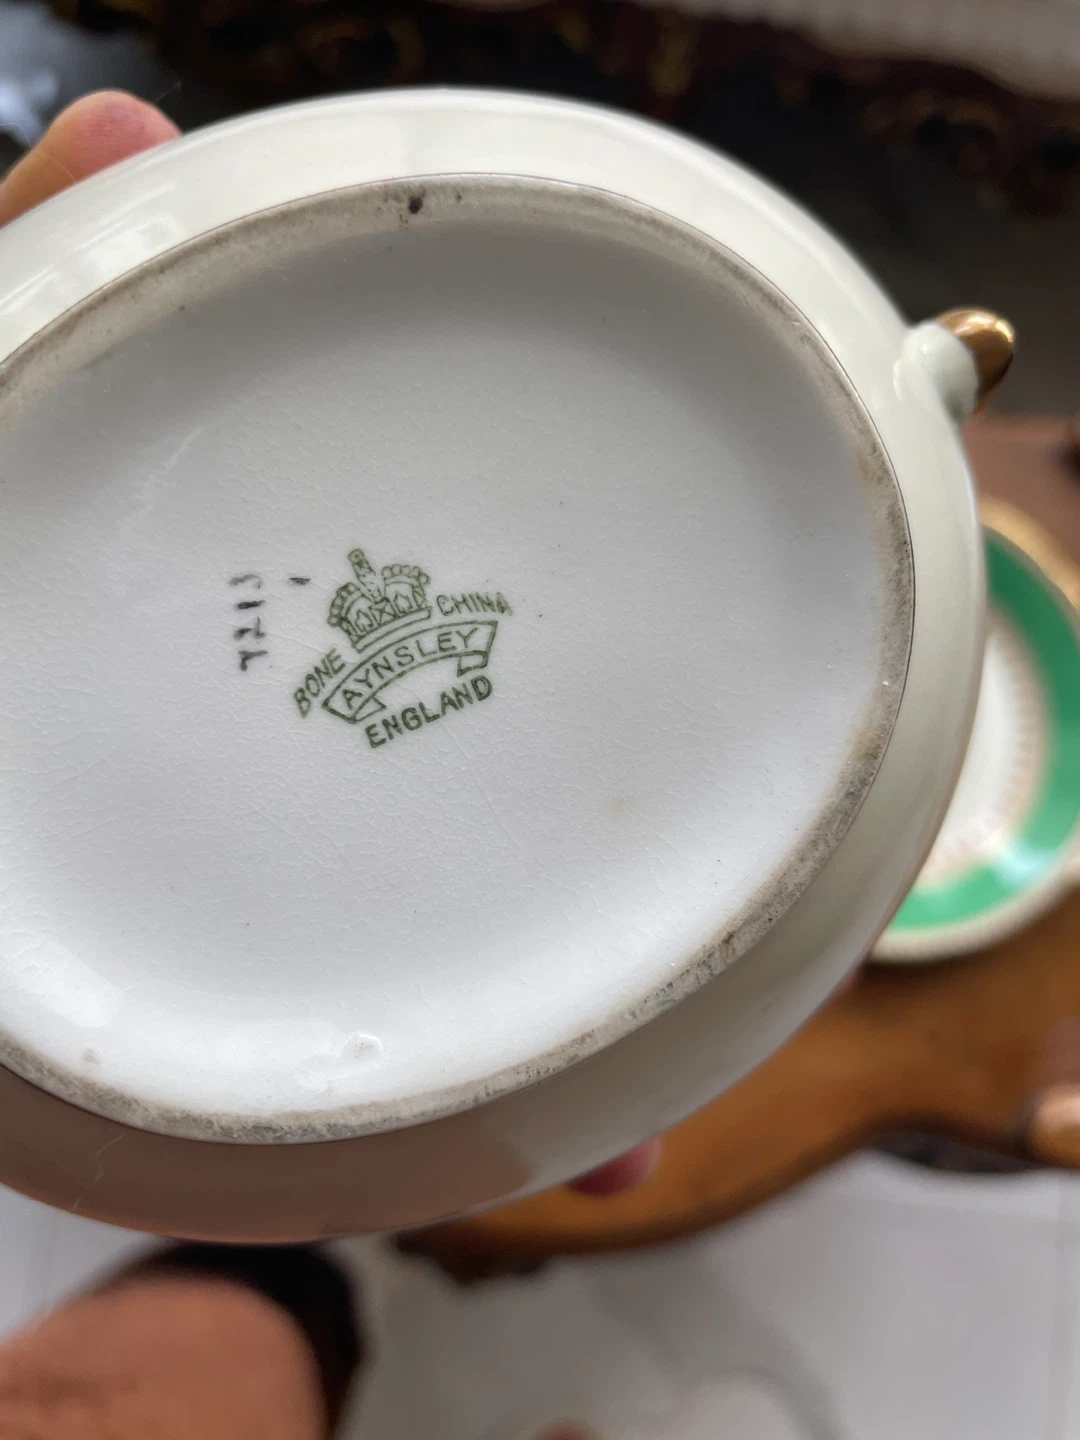 7213
BONE CHINA
AYNSLEY
ENGLAND